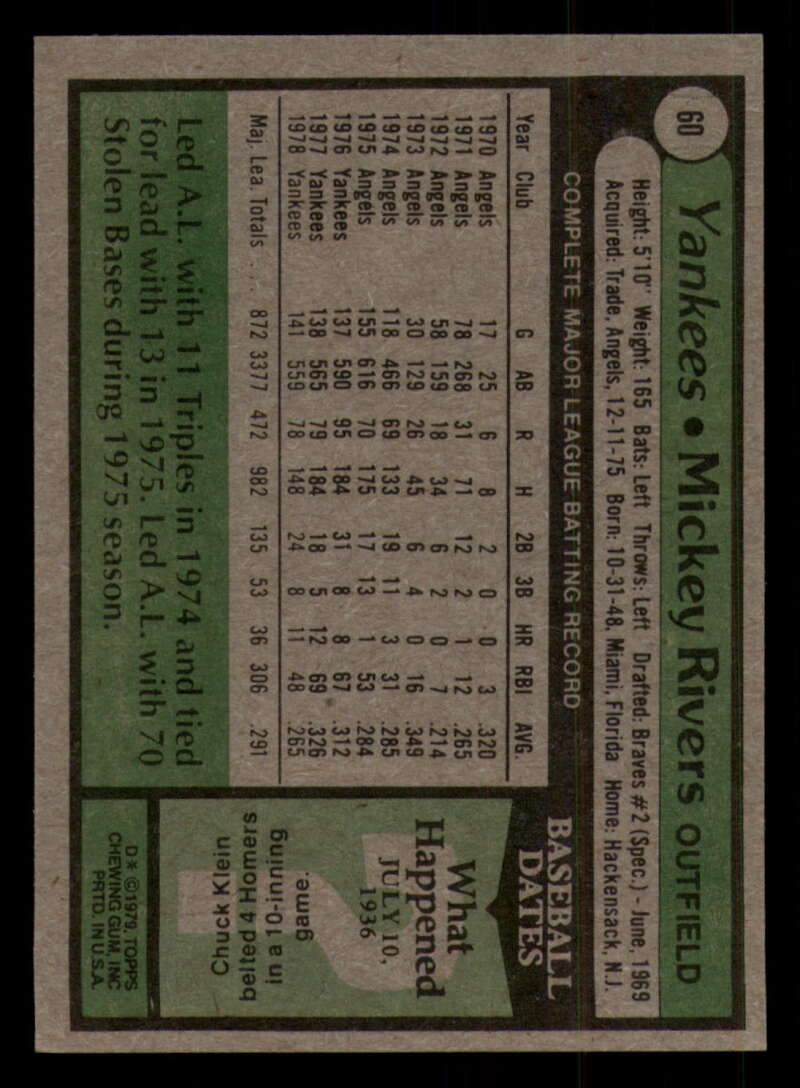 60
Yankees • Mickey Rivers OUTFIELD
Height: 5'10" Weight: 165 Bats: Left Throws: Left Drafted: Braves #2 (Spec.) - June, 1969
Acquired: Trade, Angels, 12-11-75 Born: 10-31-48, Miami, Florida Home: Hackensack, N.J.
COMPLETE MAJOR LEAGUE BATTING RECORD
Year Club G AB R H 2B 3B HR RBI AVG.
1970 Angels 17 25 6 8 2 0 0 3 .320
1971 Angels 78 268 31 71 12 2 1 12 .265
1972 Angels 58 159 18 34 6 2 0 7 .214
1973 Angels 30 129 26 45 6 4 0 16 .349
1974 Angels 118 466 69 133 19 11 3 31 .285
1975 Angels 155 616 70 175 17 13 1 53 .284
1976 Yankees 137 590 95 184 31 8 8 67 .312
1977 Yankees 138 565 79 184 18 5 12 69 .326
1978 Yankees 141 559 78 148 24 8 11 48 .265
Maj. Lea. Totals . . . 872 3377 472 982 135 53 36 306 .291
Led A.L. with 11 Triples in 1974 and tied
for lead with 13 in 1975. Led A.L. with 70
Stolen Bases during 1975 season.
BASEBALL
DATES
What
Happened
JULY 10,
1936
?
Chuck Klein
belted 4 Homers
in a 10-inning
game.
D* ©1979, TOPPS
CHEWING GUM, INC
PRTD. IN U.S.A.